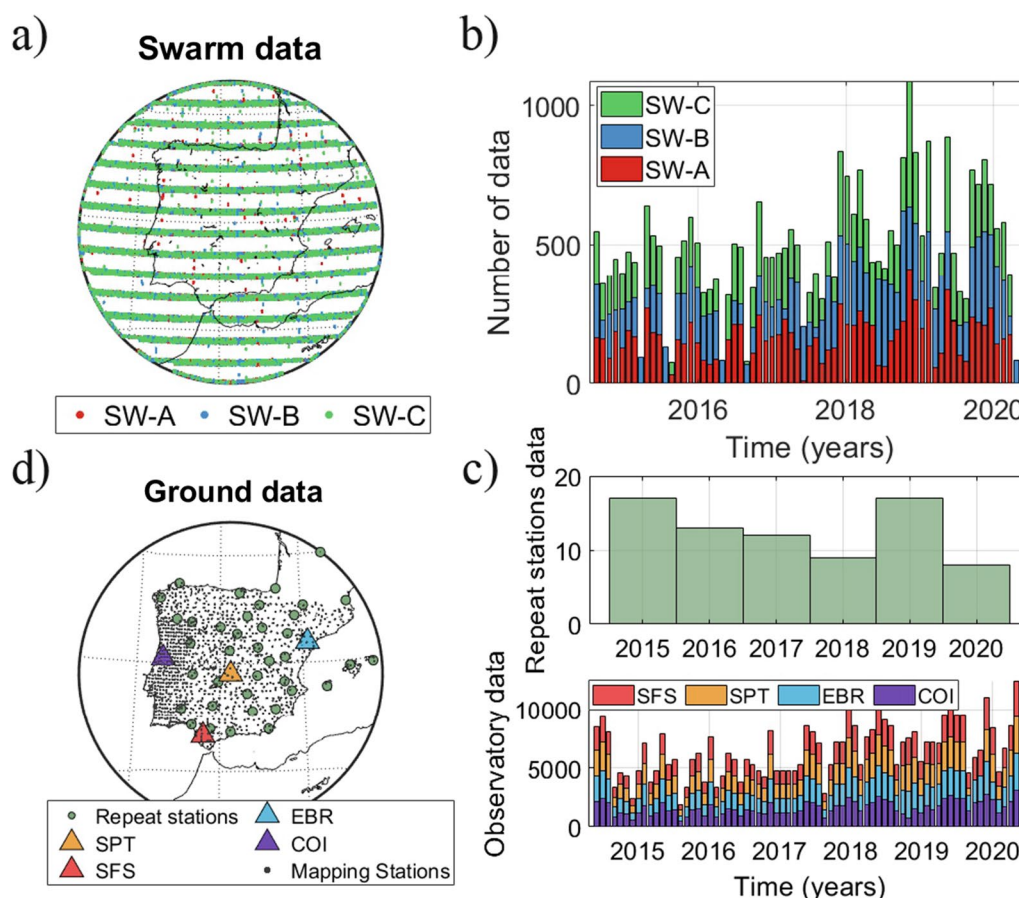 a)
Swarm data
SW-A SW-B SW-C
b)
Number of data
1000
500
0
SW-C
SW-B
SW-A
2016 2018 2020
Time (years)
d)
Ground data
Repeat stations
SPT
SFS
EBR
COI
Mapping Stations
c)
Repeat stations data
20
10
0
2015 2016 2017 2018 2019 2020
Observatory data
10000
5000
0
SFS SPT EBR COI
2015 2016 2017 2018 2019 2020
Time (years)